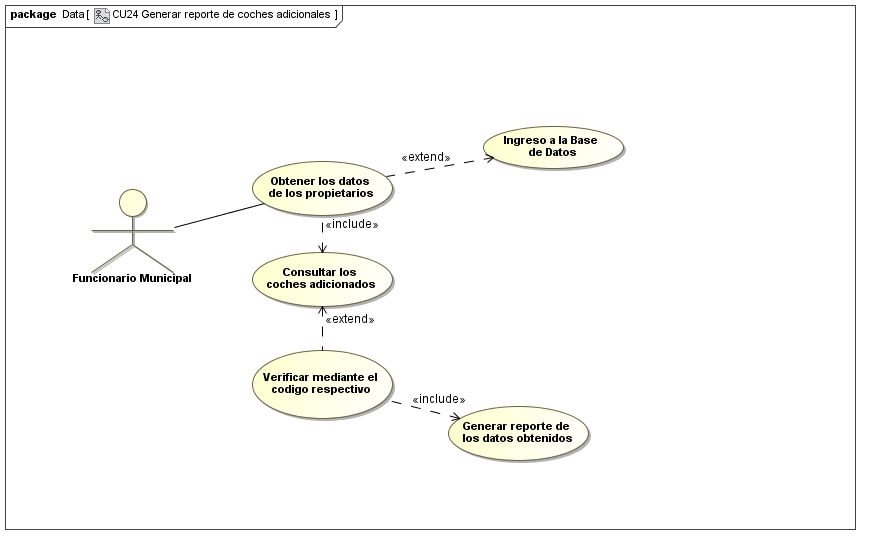 package Data [ CU24 Generar reporte de coches adicionales ]
Ingreso a la Base
de Datos
«extend»
Obtener los datos
de los propietarios
«include»
Funcionario Municipal
Consultar los
coches adicionados
«extend»
Verificar mediante el
codigo respectivo
«include»
Generar reporte de
los datos obtenidos